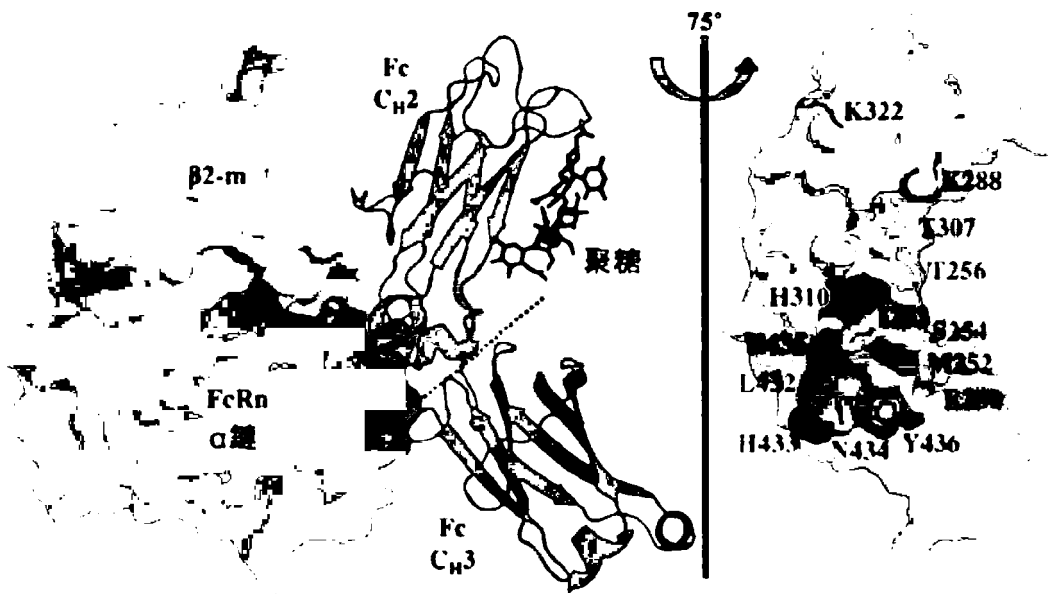 75°
Fc
CH2
β2-m
聚糖
FcRn
α鏈
Fc
CH3
K322
K288
T307
T256
H310
S254
M252
L432
H433
N434
Y436